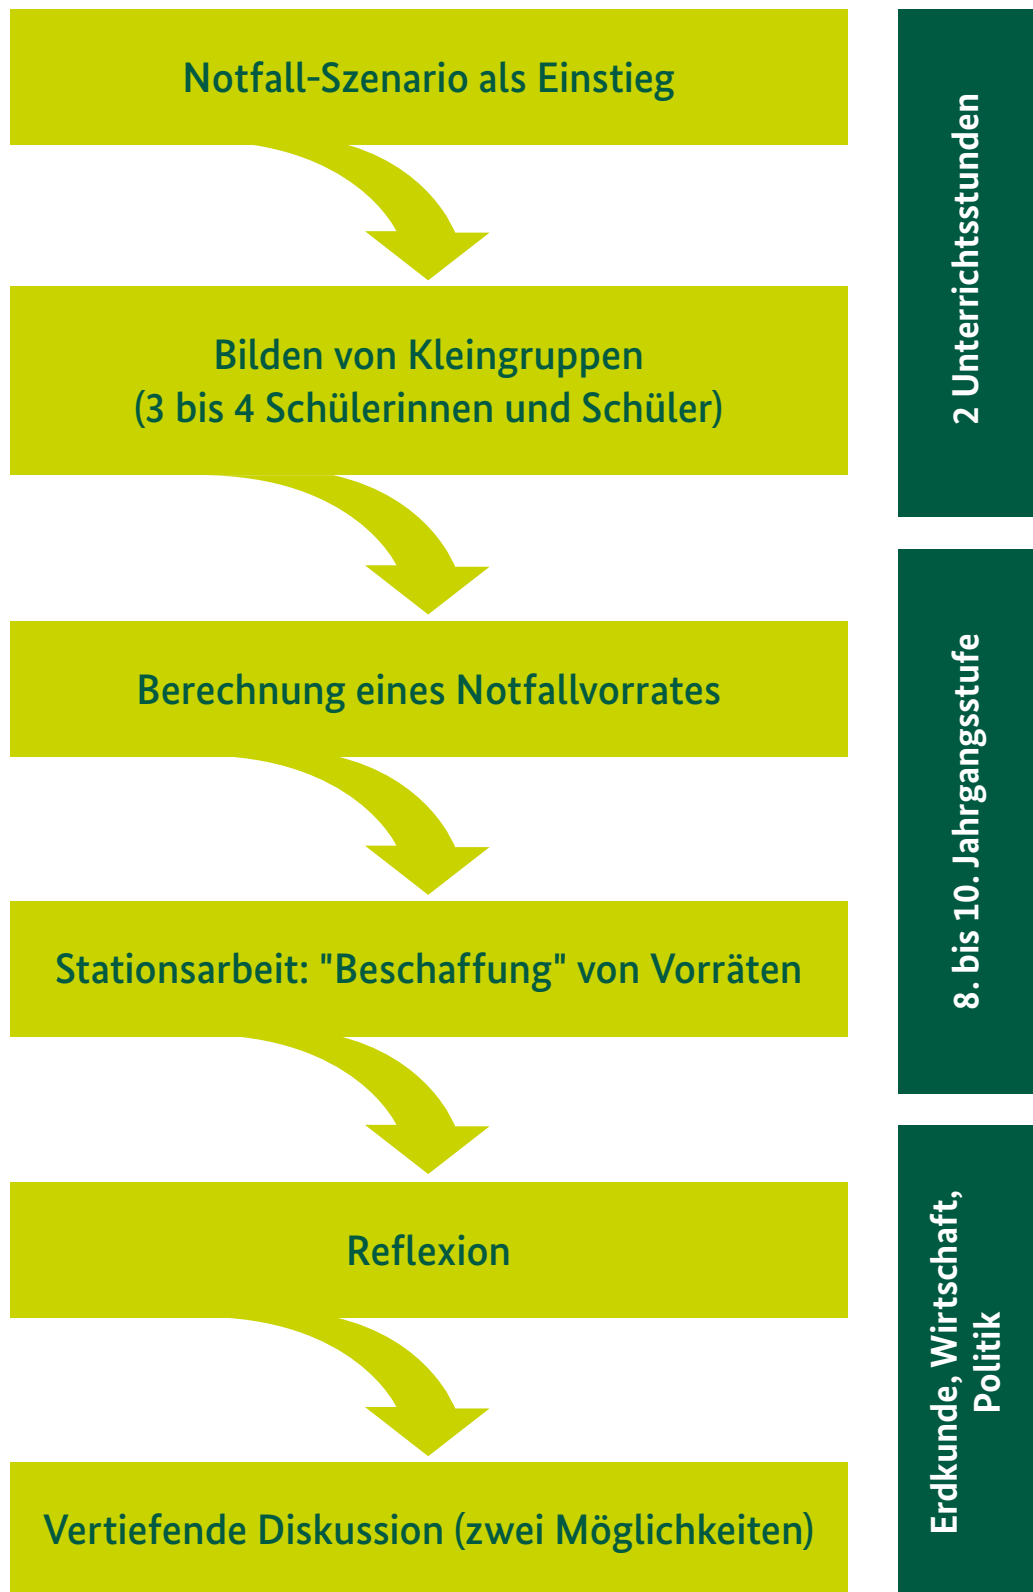 Notfall-Szenario als Einstieg
Bilden von Kleingruppen
(3 bis 4 Schülerinnen und Schüler)
Berechnung eines Notfallvorrates
Stationsarbeit: "Beschaffung" von Vorräten
Reflexion
Vertiefende Diskussion (zwei Möglichkeiten)
2 Unterrichtsstunden
8. bis 10. Jahrgangsstufe
Erdkunde, Wirtschaft,
Politik